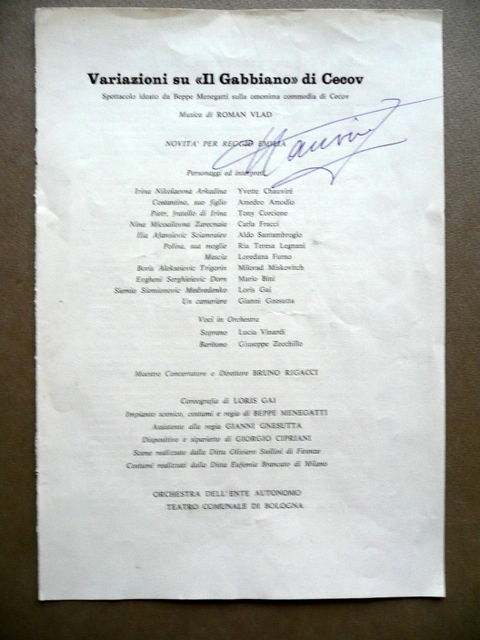 Variazioni su «Il Gabbiano» di Cecov
Spettacolo ideato da Beppe Menegatti sulla omonima commedia di Cecov
Musica di ROMAN VLAD
NOVITA' PER REGGIO EMILIA
Personaggi ed interpreti
Irina Nikolaevna Arkadina Yvette Chauviré
Costantino, suo figlio Amedeo Amodio
Pietr, fratello di Irina Tony Corcione
Nina Micailovna Zarecnaia Carla Fracci
Ilia Afanasievic Sciamraiev Aldo Santambrogio
Polina, sua moglie Ria Teresa Legnani
Mascia Loredana Furno
Boris Alekseievic Trigorin Milorad Miskovitch
Evgheni Serghieievic Dorn Mario Bini
Siemio Siomionovic Medvedenko Loris Gai
Un cameriere Gianni Gnesutta
Voci in Orchestra
Soprano Lucia Vinardi
Baritono Giuseppe Zecchillo
Maestro Concertatore e Direttore BRUNO RIGACCI
Coreografia di LORIS GAI
Impianto scenico, costumi e regia di BEPPE MENEGATTI
Assistente alla regia GIANNI GNESUTTA
Dispositivo e siparietto di GIORGIO CIPRIANI
Scene realizzate dalla Ditta Oliviero Stellini di Firenze
Costumi realizzati dalla Ditta Eufemia Brancato di Milano
ORCHESTRA DELL'ENTE AUTONOMO
TEATRO COMUNALE DI BOLOGNA